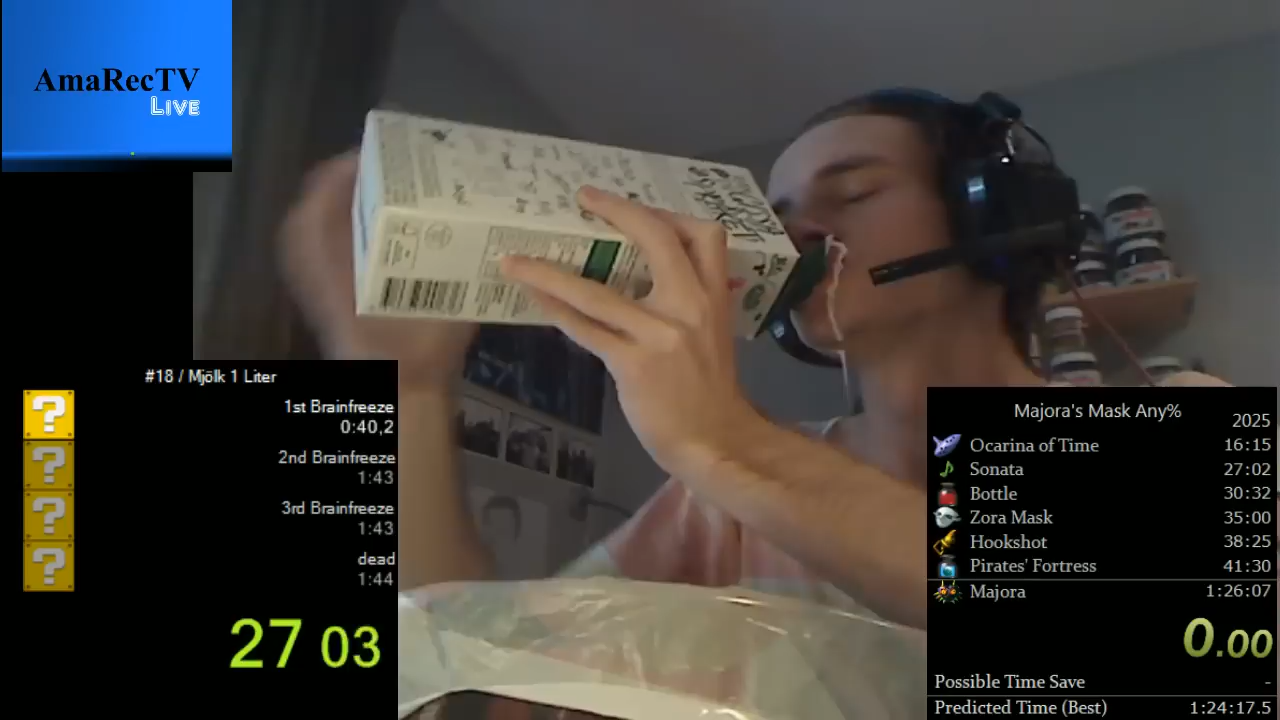 AmaRecTV
LIVE
#18 / Mjölk 1 Liter
1st Brainfreeze
0:40,2
2nd Brainfreeze
1:43
3rd Brainfreeze
1:43
dead
1:44
27 03
Majora's Mask Any%
2025
Ocarina of Time 16:15
Sonata 27:02
Bottle 30:32
Zora Mask 35:00
Hookshot 38:25
Pirates' Fortress 41:30
Majora 1:26:07
0.00
Possible Time Save -
Predicted Time (Best) 1:24:17.5